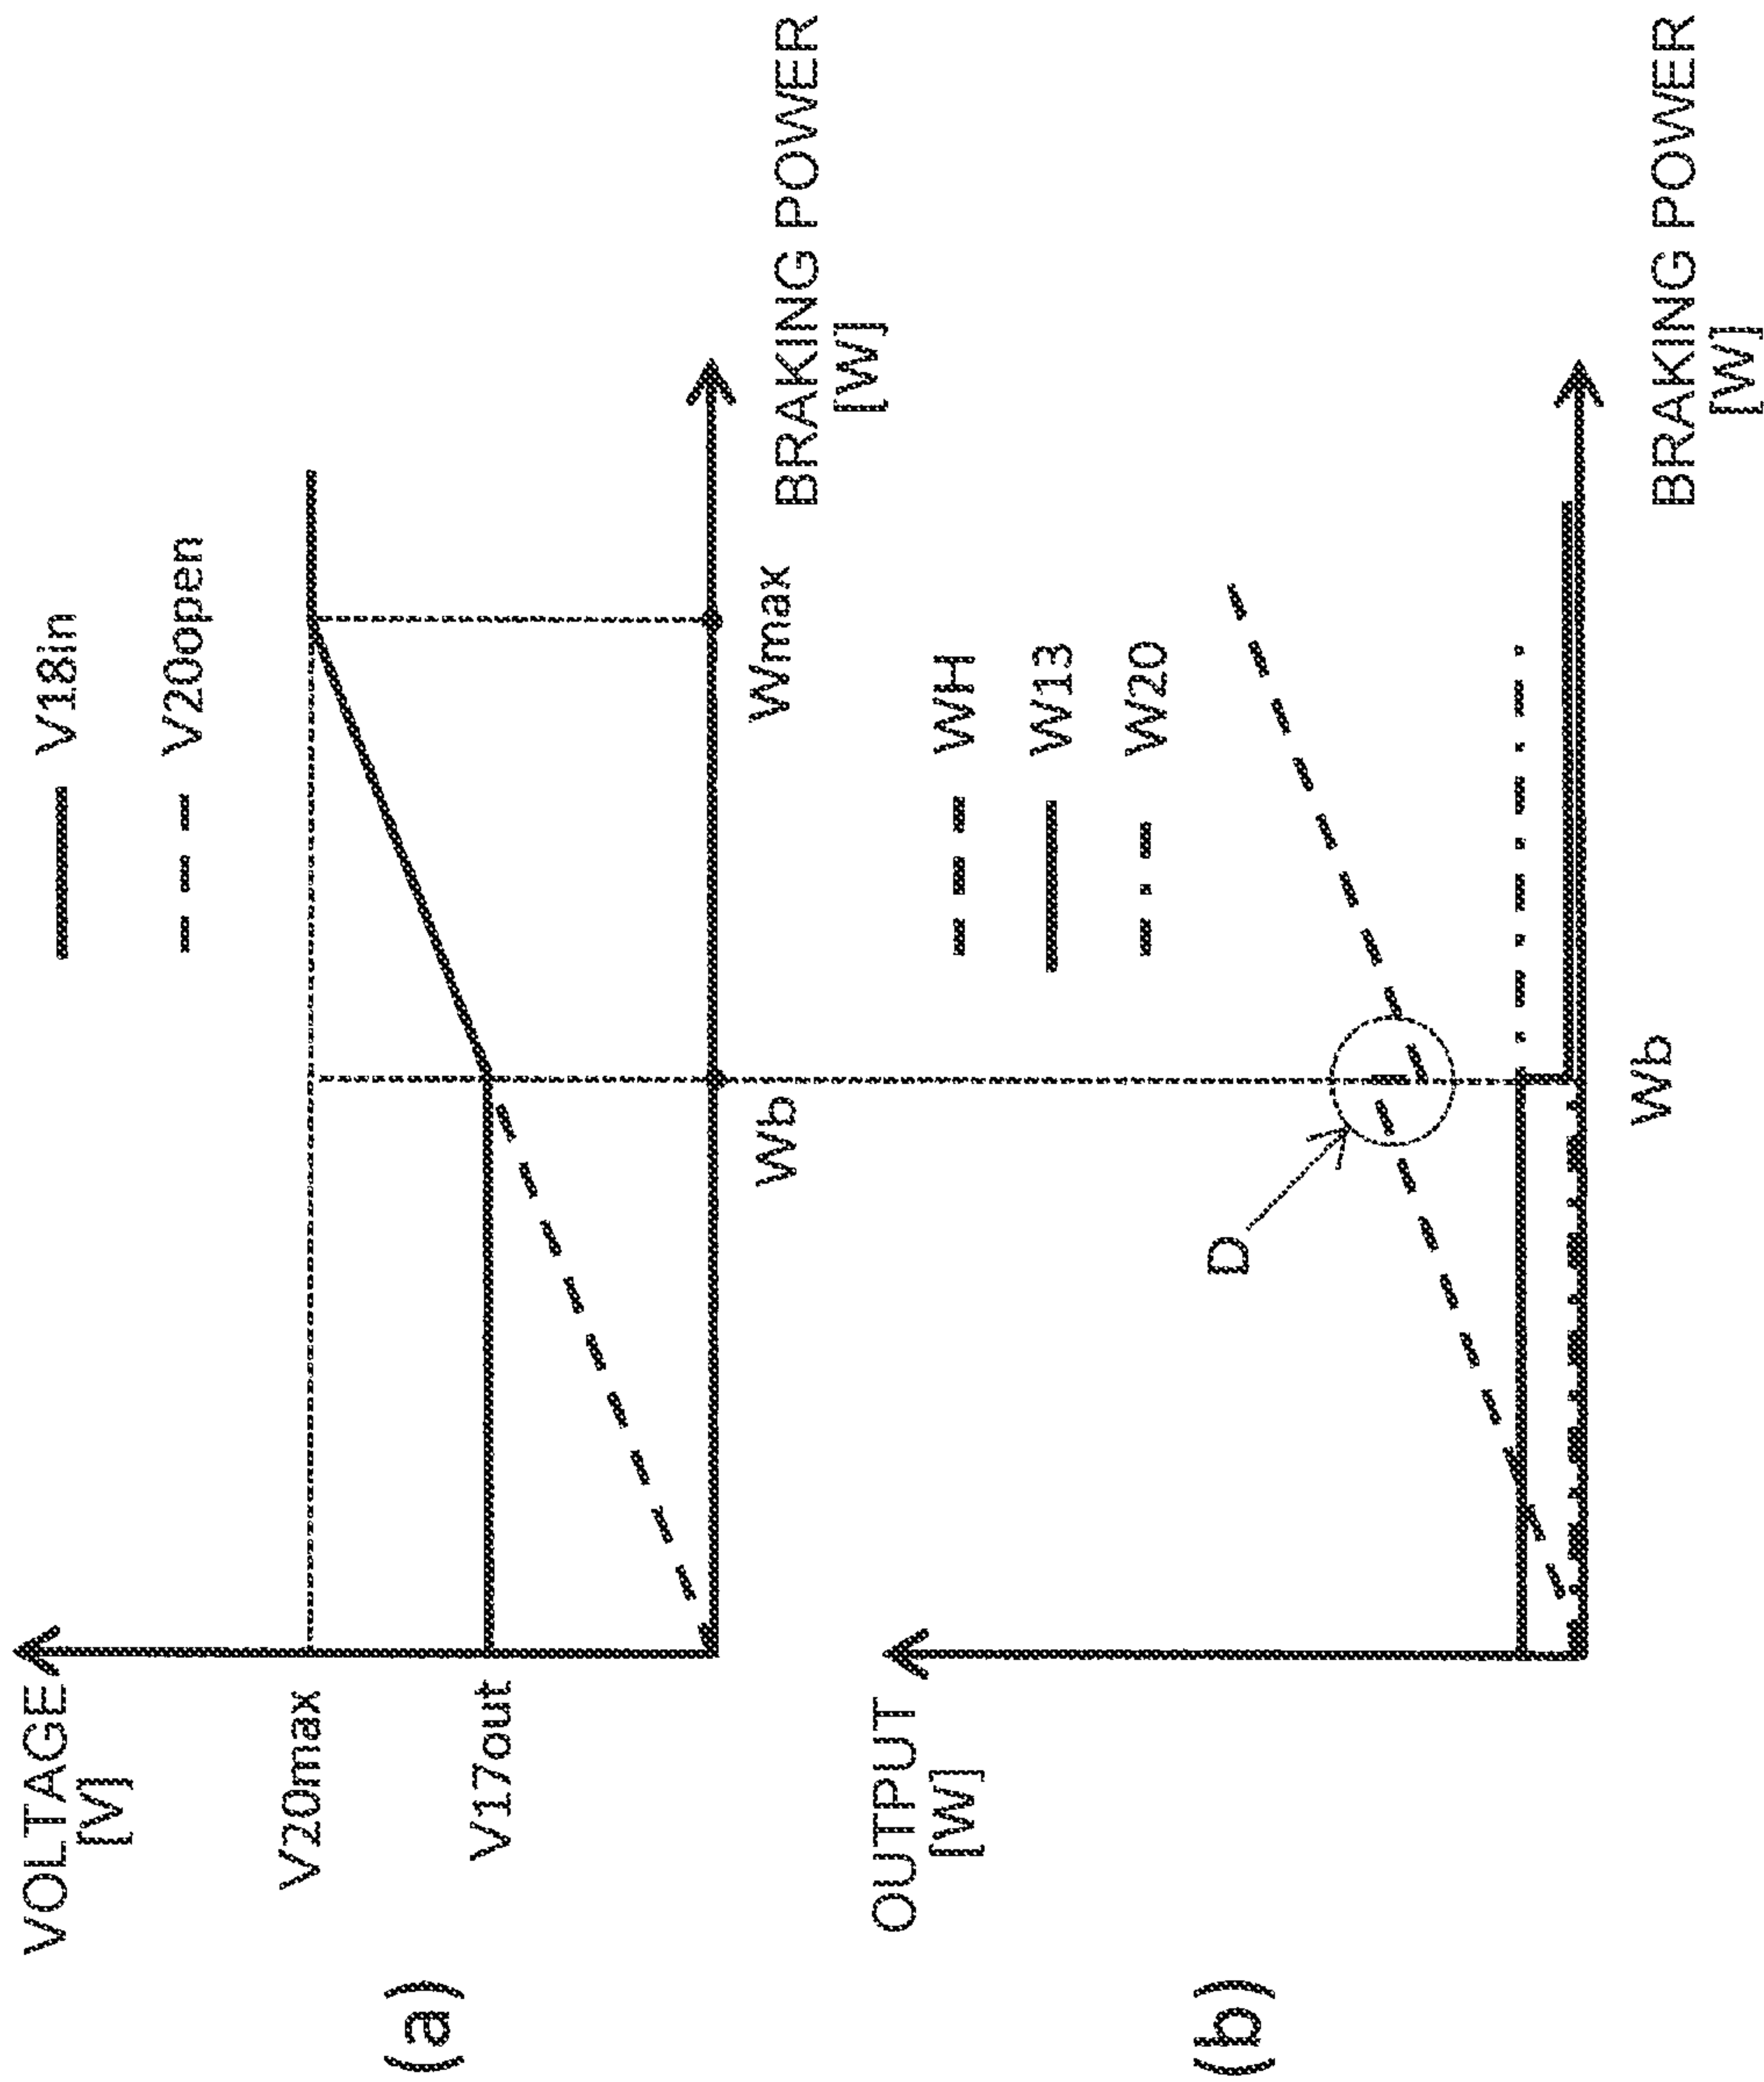 (a)
VOLTAGE
[V]
V18in
V20open
V20max
V17out
Wb
Wmax
BRAKING POWER
[W]
(b)
OUTPUT
[W]
WH
W13
W20
D
Wb
BRAKING POWER
[W]